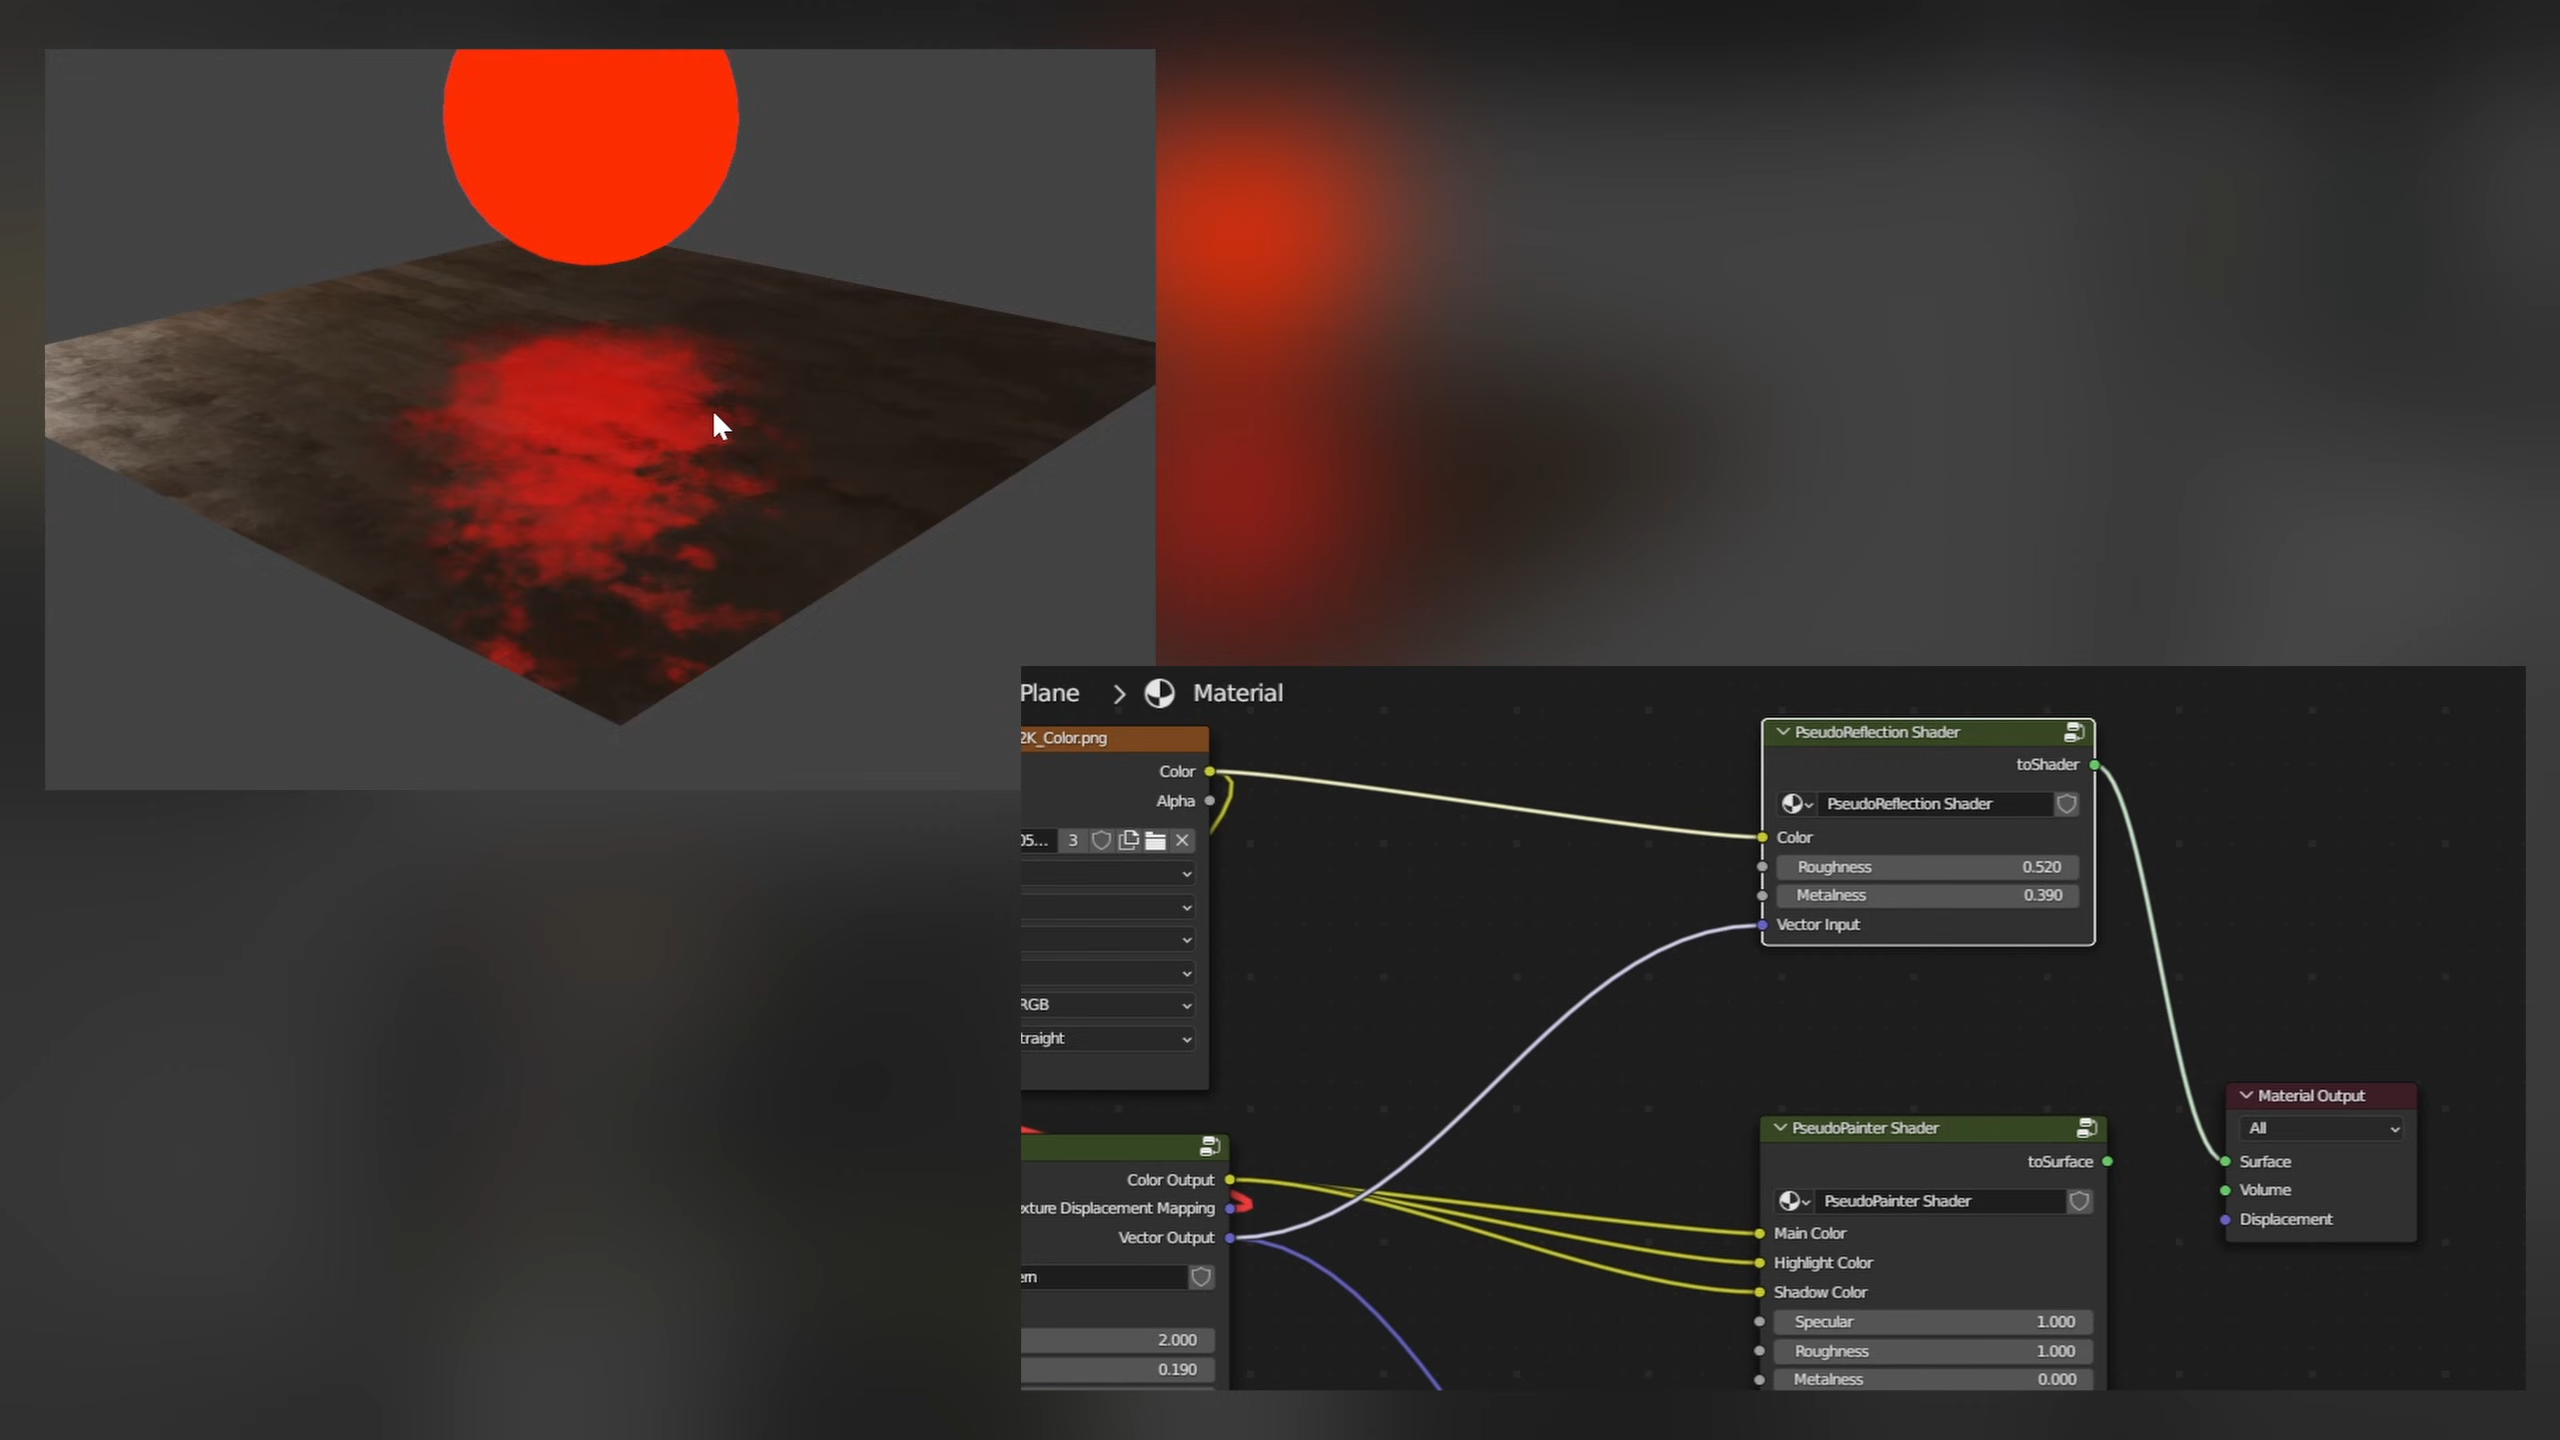 Plane > Material
2K_Color.png
Color
Alpha
05... 3
RGB
traight
PseudoReflection Shader
toShader
PseudoReflection Shader
Color
Roughness 0.520
Metalness 0.390
Vector Input
Color Output
xture Displacement Mapping
Vector Output
ern
2.000
0.190
PseudoPainter Shader
toSurface
PseudoPainter Shader
Main Color
Highlight Color
Shadow Color
Specular 1.000
Roughness 1.000
Metalness 0.000
Material Output
All
Surface
Volume
Displacement